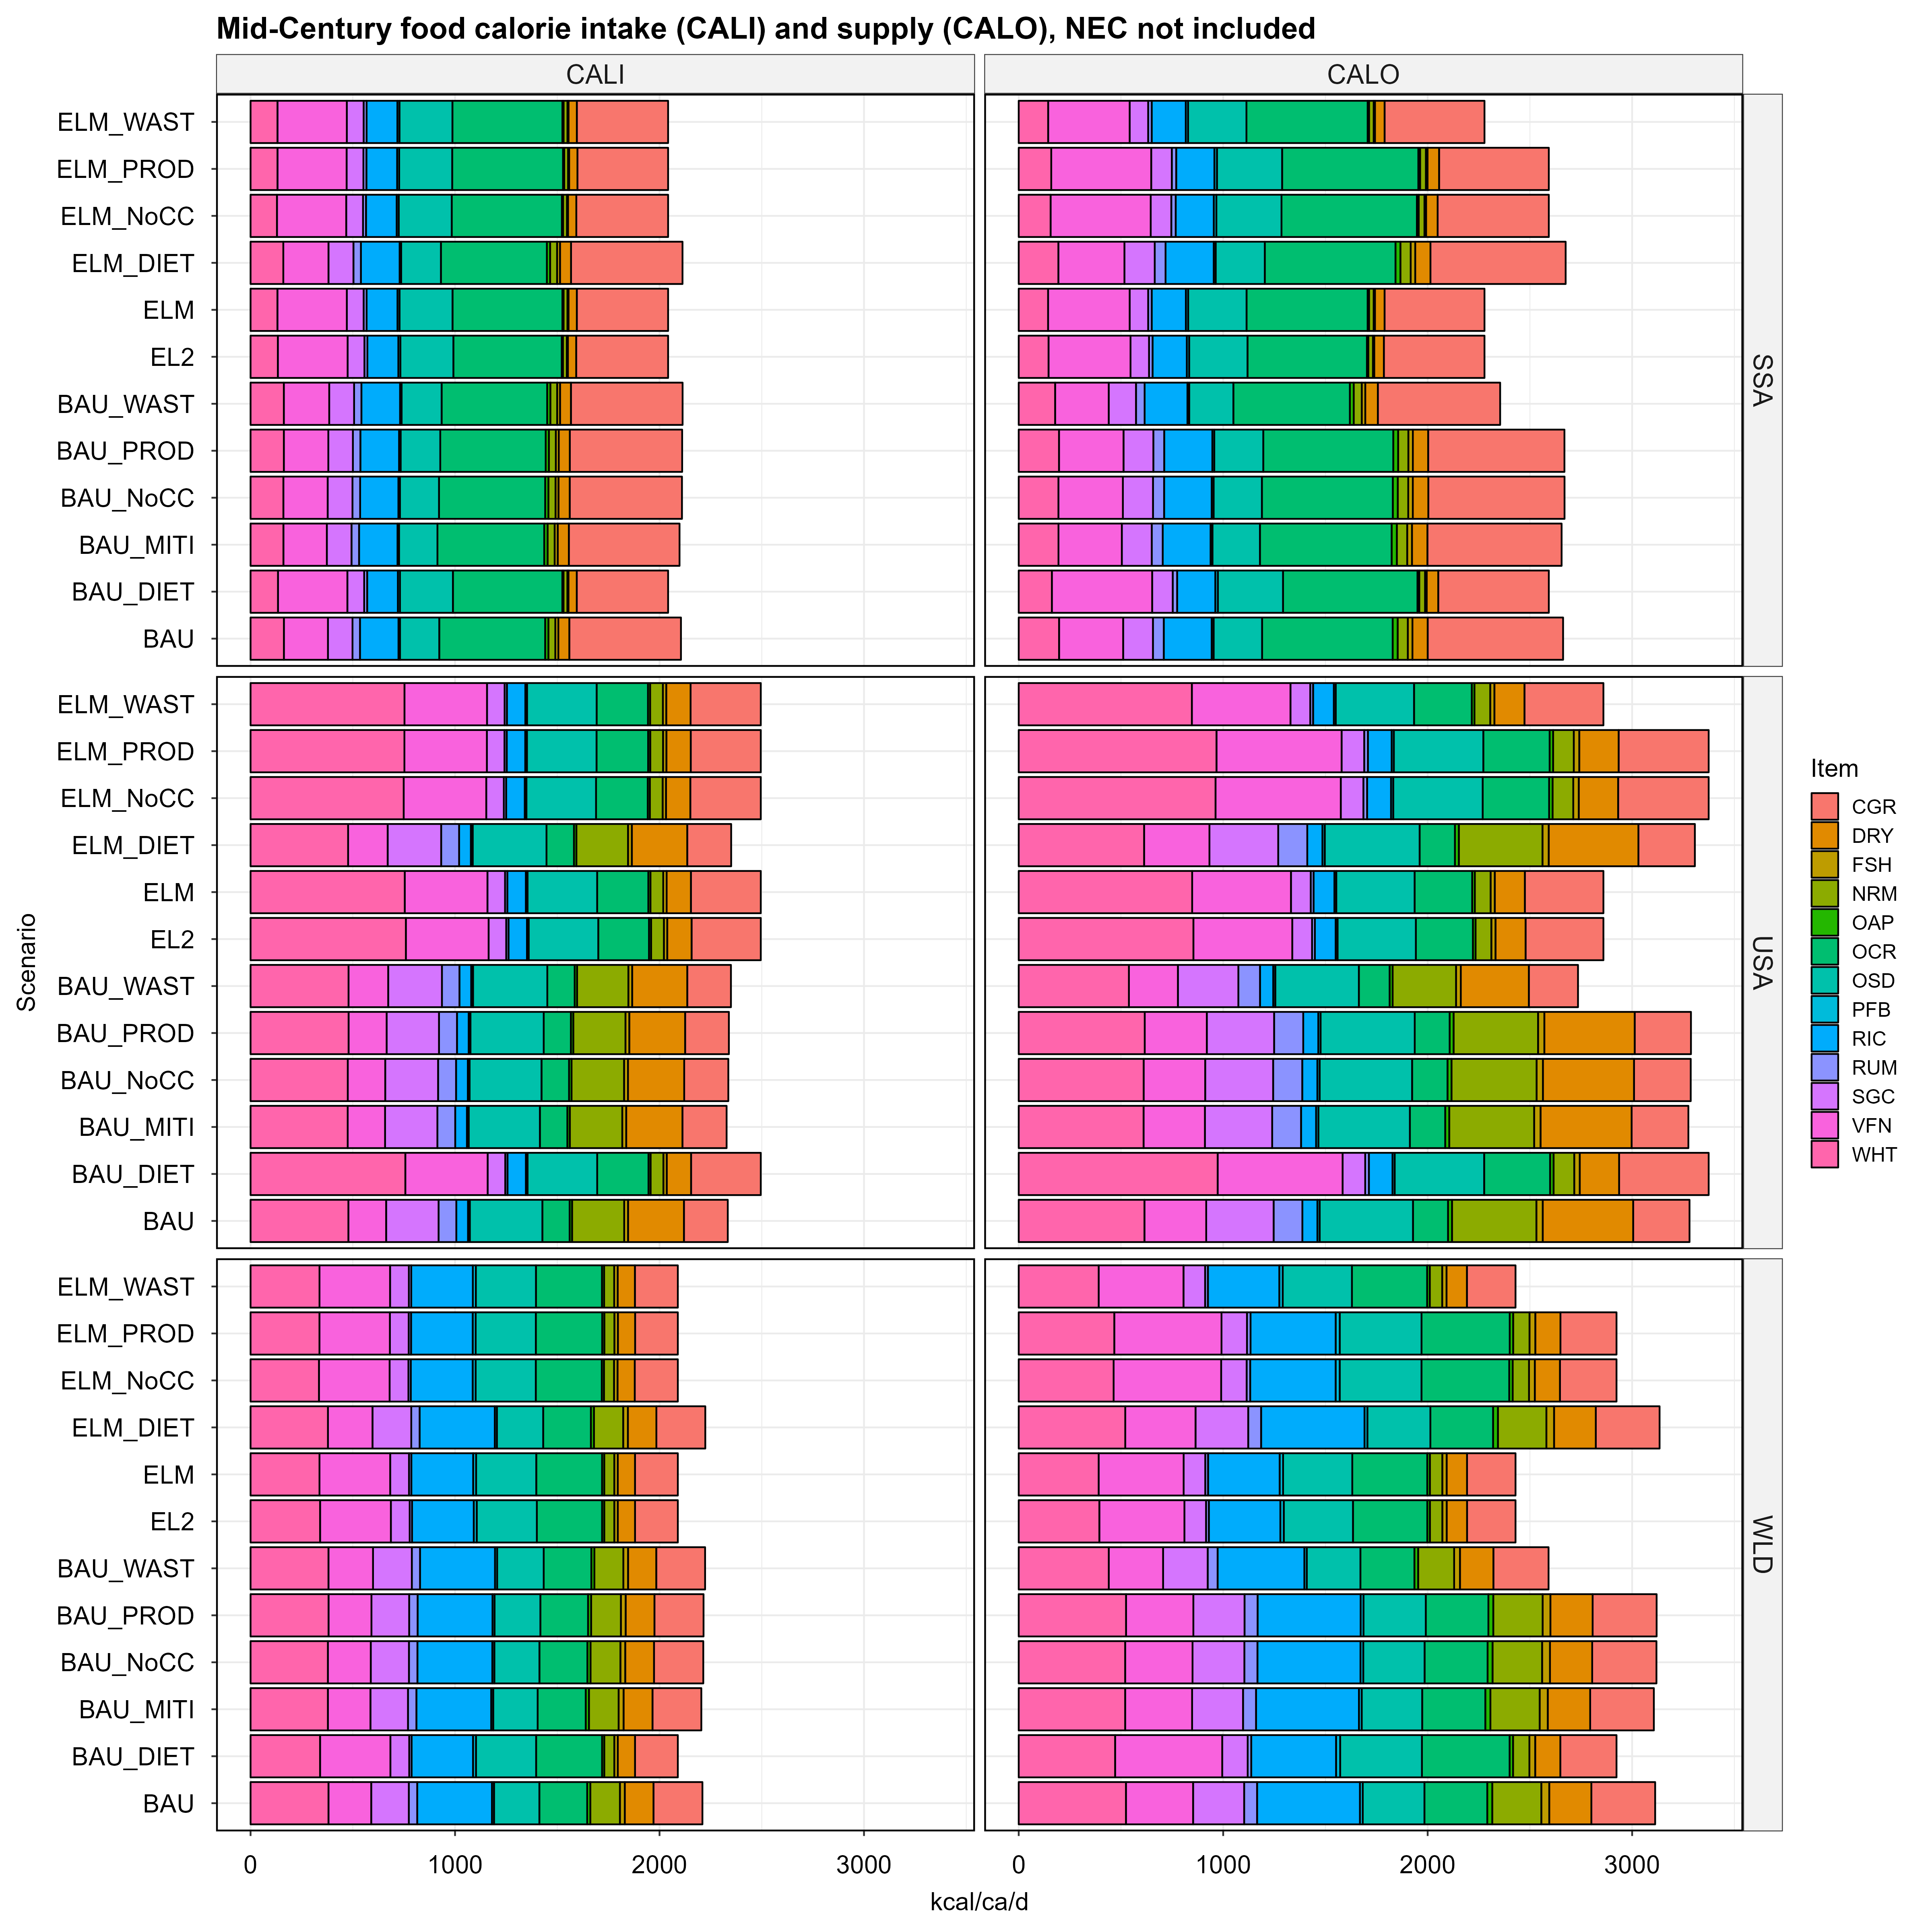 Mid-Century food calorie intake (CALI) and supply (CALO), NEC not included
CALI
CALO
ELM_WAST
ELM_PROD
ELM_NoCC
ELM_DIET
ELM
EL2
BAU_WAST
BAU_PROD
BAU_NoCC
BAU_MITI
BAU_DIET
BAU
SSA
ELM_WAST
ELM_PROD
ELM_NoCC
ELM_DIET
ELM
EL2
BAU_WAST
BAU_PROD
BAU_NoCC
BAU_MITI
BAU_DIET
BAU
USA
ELM_WAST
ELM_PROD
ELM_NoCC
ELM_DIET
ELM
EL2
BAU_WAST
BAU_PROD
BAU_NoCC
BAU_MITI
BAU_DIET
BAU
WLD
Scenario
0 1000 2000 3000
0 1000 2000 3000
kcal/ca/d
Item
CGR
DRY
FSH
NRM
OAP
OCR
OSD
PFB
RIC
RUM
SGC
VFN
WHT